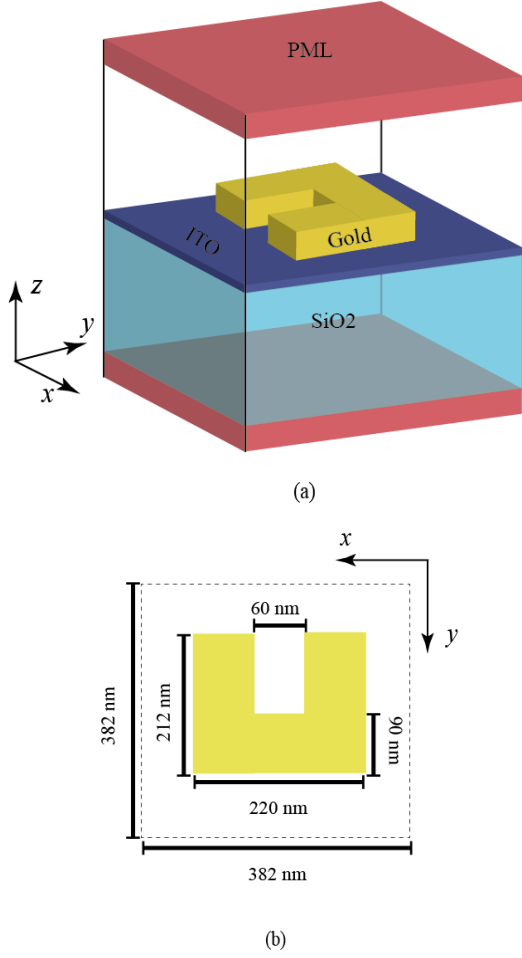 PML
ITO
Gold
z
y
x
SiO2
(a)
x
60 nm
y
382 nm
212 nm
90 nm
220 nm
382 nm
(b)